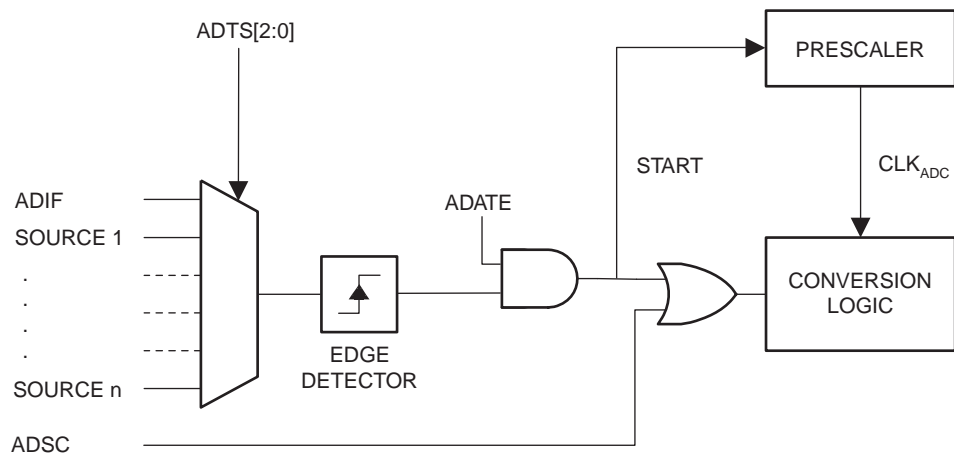 ADTS[2:0]
PRESCALER
START
CLKADC
ADIF
ADATE
SOURCE 1
.
.
.
.
CONVERSION
LOGIC
EDGE
DETECTOR
SOURCE n
ADSC